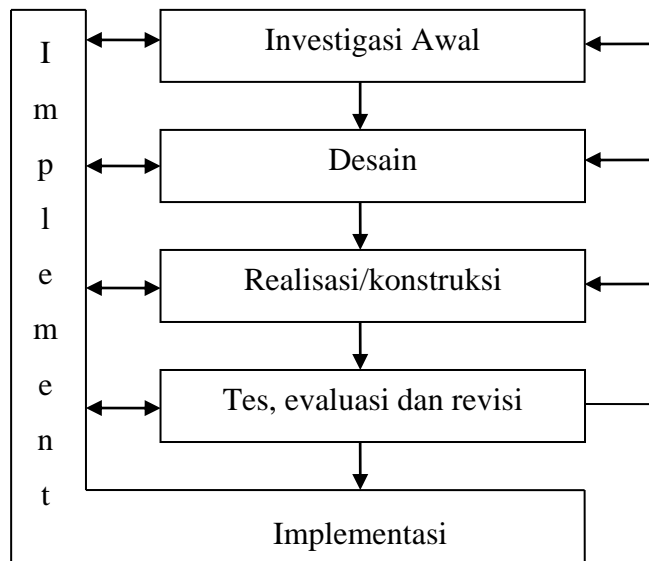 I
m
p
l
e
m
e
n
t
Investigasi Awal
Desain
Realisasi/konstruksi
Tes, evaluasi dan revisi
Implementasi